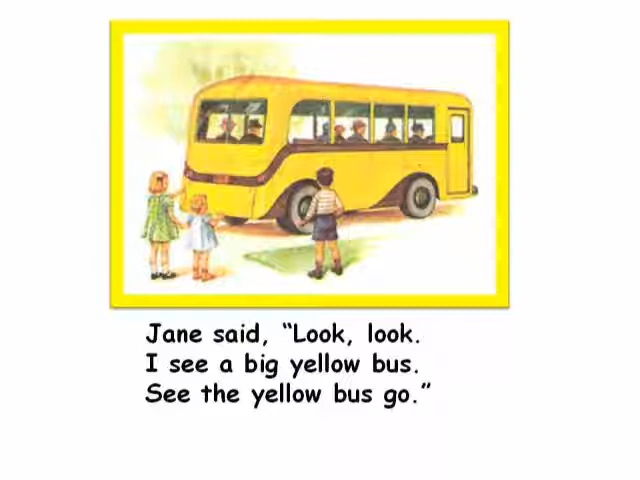 Jane said, “Look, look.
I see a big yellow bus.
See the yellow bus go.”